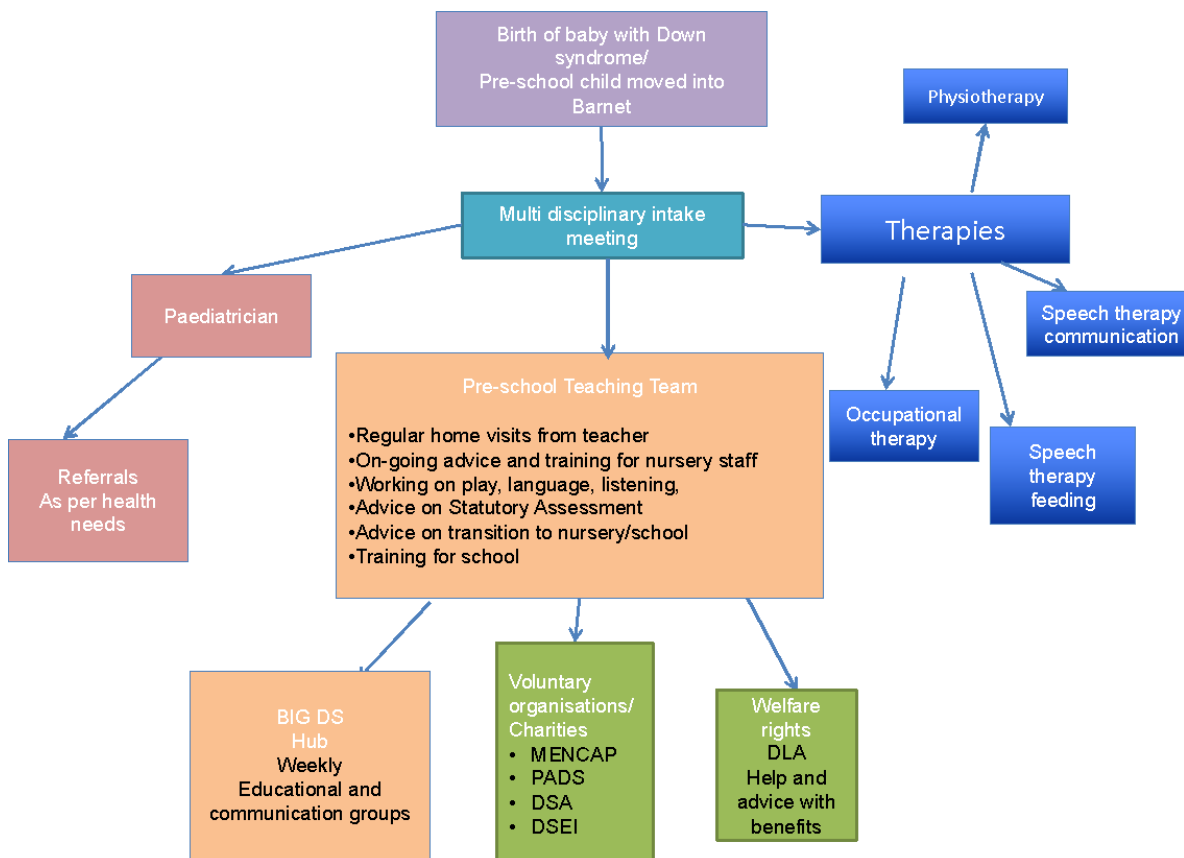 Birth of baby with Down
syndrome/
Pre-school child moved into
Barnet
Physiotherapy
Multi disciplinary intake
meeting
Therapies
Paediatrician
Speech therapy
communication
Pre-school Teaching Team
•Regular home visits from teacher
•On-going advice and training for nursery staff
•Working on play, language, listening,
•Advice on Statutory Assessment
•Advice on transition to nursery/school
•Training for school
Occupational
therapy
Speech
therapy
feeding
Referrals
As per health
needs
BIG DS
Hub
Weekly
Educational and
communication groups
Voluntary
organisations/
Charities
• MENCAP
• PADS
• DSA
• DSEI
Welfare
rights
DLA
Help and
advice with
benefits